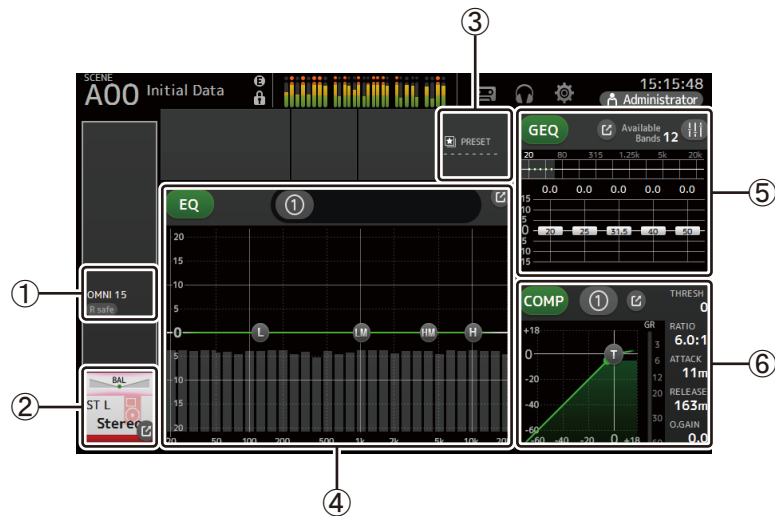 ③
SCENE
A00 Initial Data
E
15:15:48
Administrator
PRESET
GEQ
Available
Bands 12
20 80 315 1.25k 5k 20k
0.0 0.0 0.0 0.0 0.0
15
10
5
0 20 25 31.5 40 50
5
10
15
⑤
EQ
①
20
15
10
5
0 L LM HM H
5
10
15
20
20 50 100 200 500 1k 2k 5k 10k 20
①
OMNI 15
R safe
②
BAL
ST L
Stereo
COMP
①
THRESH
0
+18
GR
RATIO
6.0:1
0
T
3
6
ATTACK
11m
-20
12
RELEASE
163m
20
-40
30
O.GAIN
0.0
-60
-60 -40 -20 0 +18
60
⑥
④